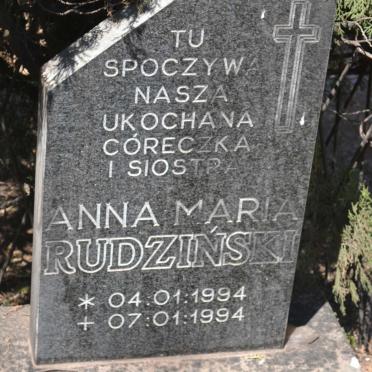 TU
SPOCZYWA
NASZA
UKOCHANA
CÓRECZKA
I SIOSTRA
ANNA MARIA
RUDZIŃSKI
* 04.01.1994
+ 07.01.1994